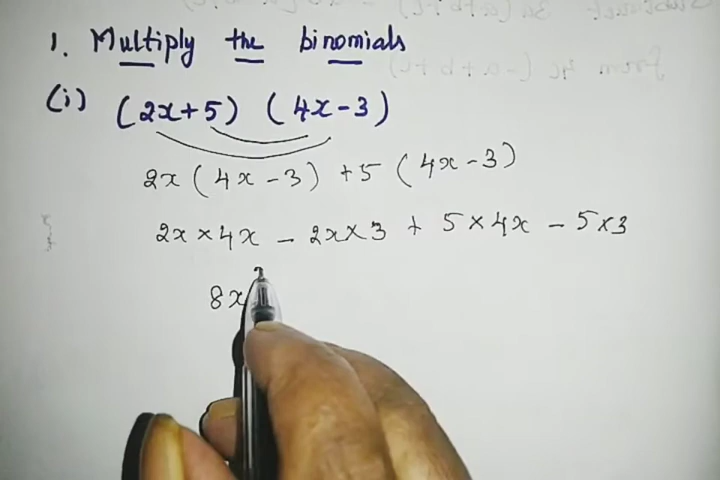 1. Multiply the binomials
(i) (2x+5) (4x-3)
2x (4x - 3) +5 (4x - 3)
2x × 4x - 2x × 3 + 5 × 4x - 5 × 3
8x²